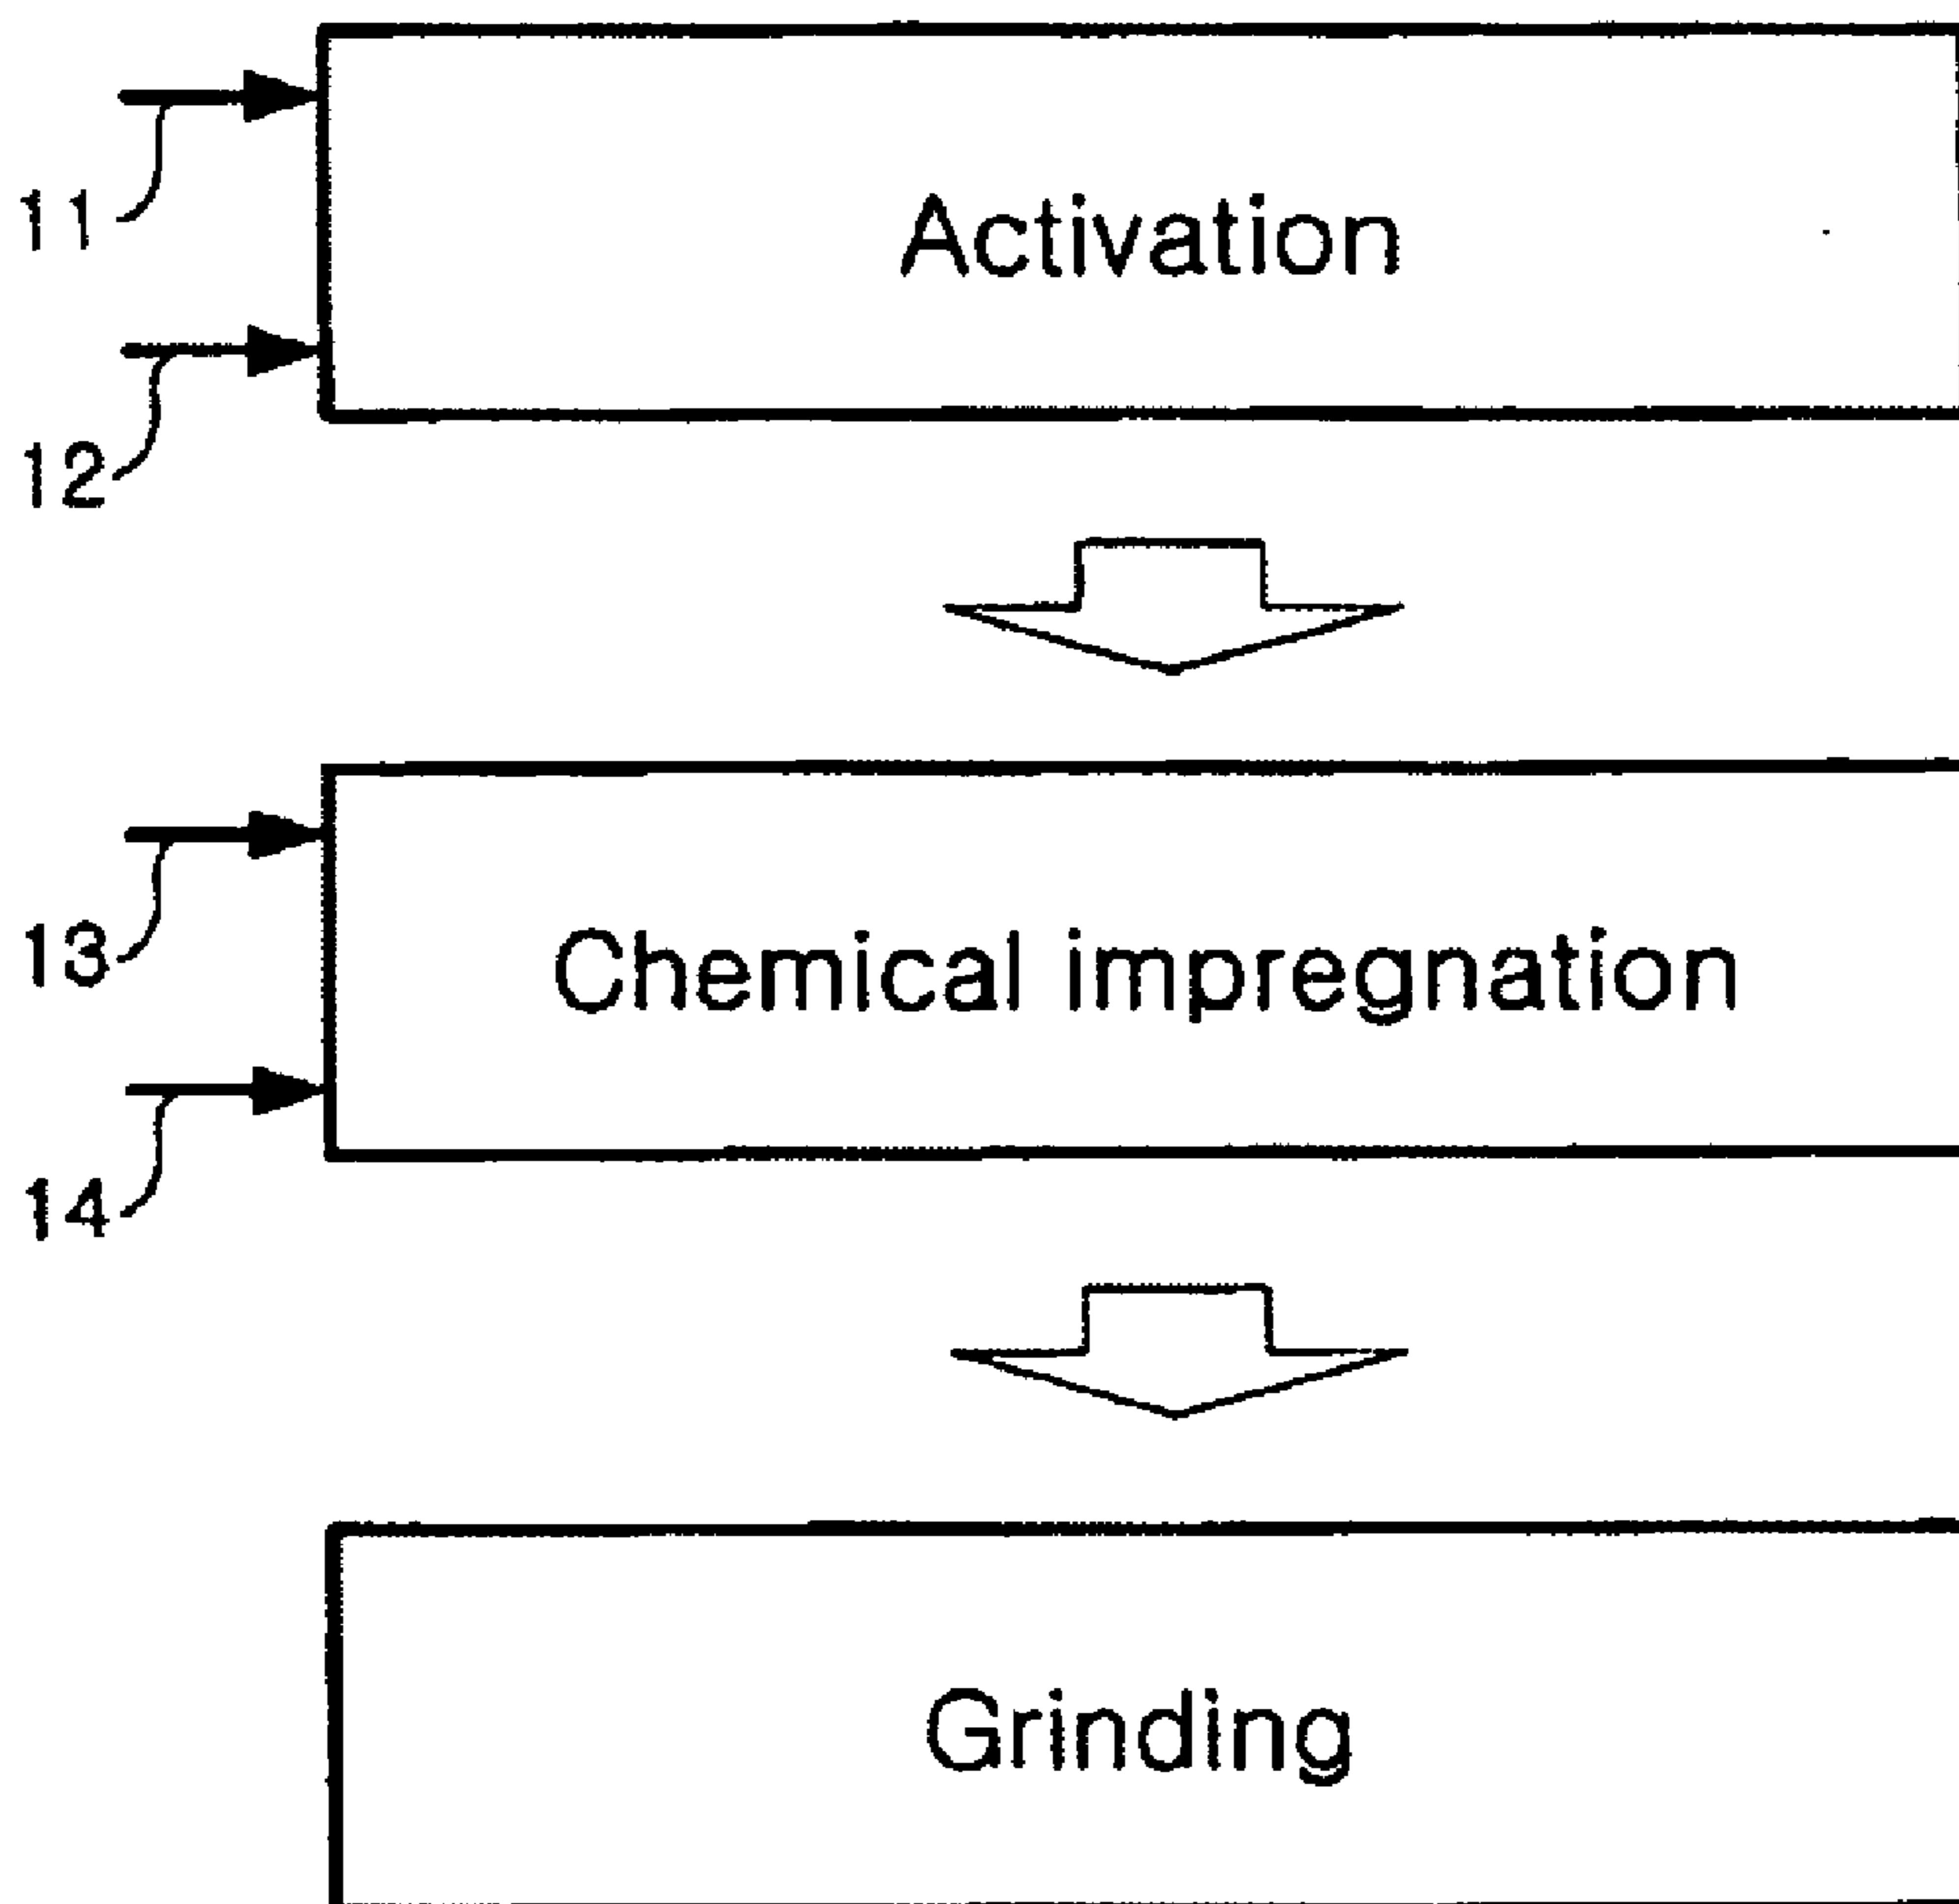 11
Activation
12
13
Chemical impregnation
14
Grinding